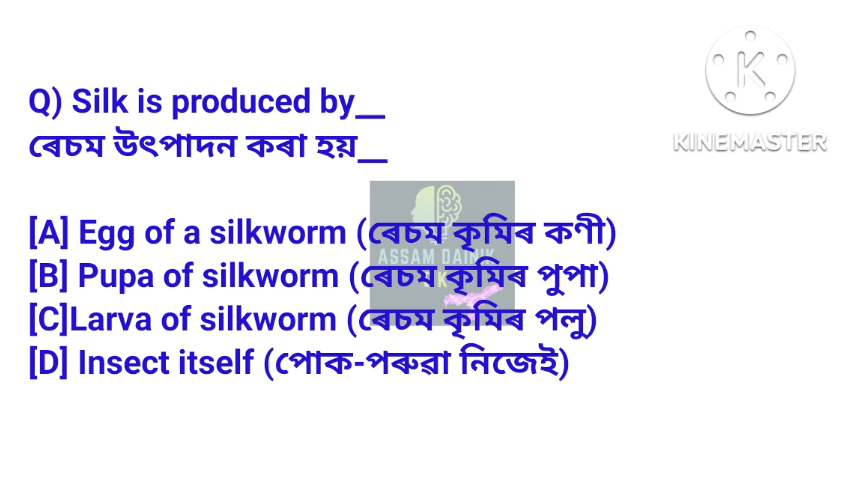 Q) Silk is produced by__
ৰেচম উৎপাদন কৰা হয়__
KINEMASTER
[A] Egg of a silkworm (ৰেচম কৃমিৰ কণী)
ASSAM DAINIK
[B] Pupa of silkworm (ৰেচম কৃমিৰ পুপা)
[C]Larva of silkworm (ৰেচম কৃমিৰ পলু)
[D] Insect itself (পোক-পৰুৱা নিজেই)